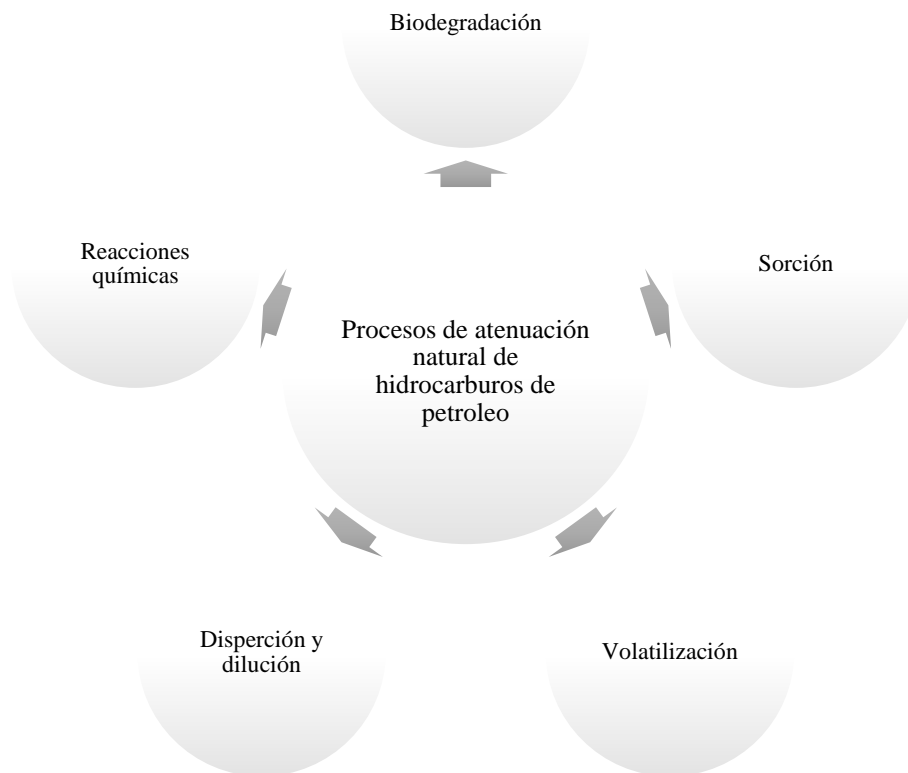 Biodegradación
Reacciones
químicas
Sorción
Procesos de atenuación
natural de
hidrocarburos de
petroleo
Disperción y
dilución
Volatilización